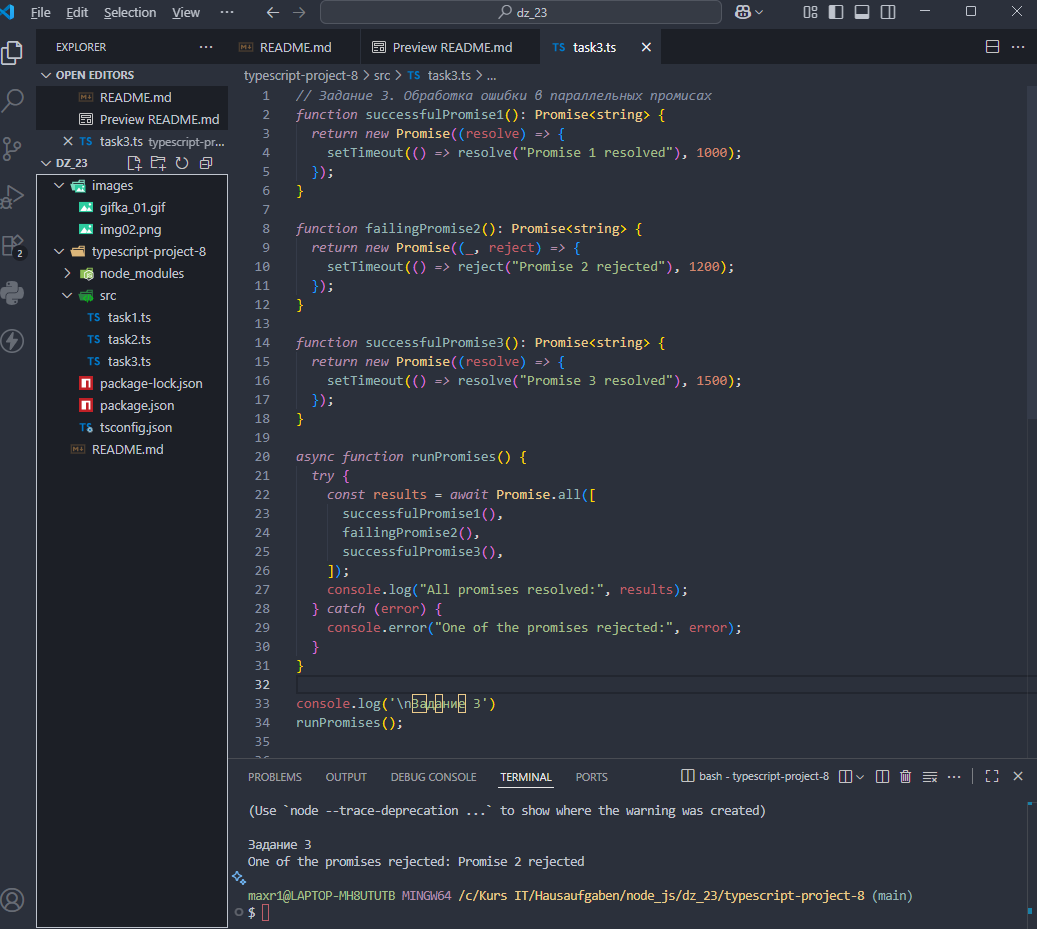 File Edit Selection View ··· dz_23
EXPLORER ···
OPEN EDITORS
README.md
Preview README.md
task3.ts typescript-pr...
DZ_23
images
gifka_01.gif
img02.png
typescript-project-8
node_modules
src
task1.ts
task2.ts
task3.ts
package-lock.json
package.json
tsconfig.json
README.md
2
README.md Preview README.md TS task3.ts ···
typescript-project-8 > src > TS task3.ts > ...
1 // Задание 3. Обработка ошибки в параллельных промисах
2 function successfulPromise1(): Promise<string> {
3 return new Promise((resolve) => {
4 setTimeout(() => resolve("Promise 1 resolved"), 1000);
5 });
6 }
7
8 function failingPromise2(): Promise<string> {
9 return new Promise((_, reject) => {
10 setTimeout(() => reject("Promise 2 rejected"), 1200);
11 });
12 }
13
14 function successfulPromise3(): Promise<string> {
15 return new Promise((resolve) => {
16 setTimeout(() => resolve("Promise 3 resolved"), 1500);
17 });
18 }
19
20 async function runPromises() {
21 try {
22 const results = await Promise.all([
23 successfulPromise1(),
24 failingPromise2(),
25 successfulPromise3(),
26 ]);
27 console.log("All promises resolved:", results);
28 } catch (error) {
29 console.error("One of the promises rejected:", error);
30 }
31 }
32
33 console.log('\nЗадание 3')
34 runPromises();
35
PROBLEMS OUTPUT DEBUG CONSOLE TERMINAL PORTS bash - typescript-project-8 ···
(Use `node --trace-deprecation ...` to show where the warning was created)
Задание 3
One of the promises rejected: Promise 2 rejected
maxr1@LAPTOP-MH8UTUTB MINGW64 /c/Kurs IT/Hausaufgaben/node_js/dz_23/typescript-project-8 (main)
$